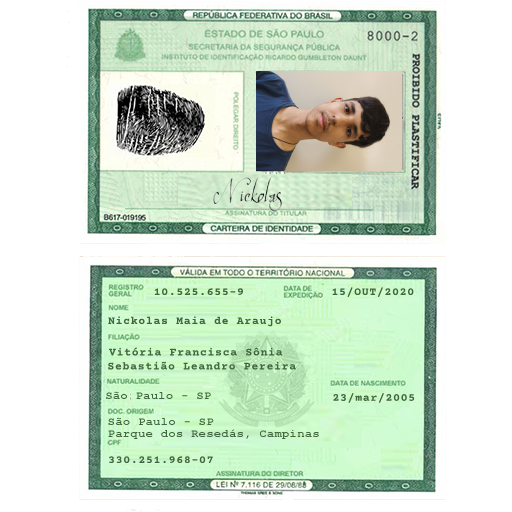 REPÚBLICA FEDERATIVA DO BRASIL
ESTADO DE SÃO PAULO
8000-2
SECRETARIA DA SEGURANÇA PÚBLICA
INSTITUTO DE IDENTIFICAÇÃO RICARDO GUMBLETON DAUNT
POLEGAR DIREITO
PROIBIDO PLASTIFICAR
Nickolas
ASSINATURA DO TITULAR
B617-019195
CARTEIRA DE IDENTIDADE
VÁLIDA EM TODO O TERRITÓRIO NACIONAL
REGISTRO GERAL 10.525.655-9 DATA DE EXPEDIÇÃO 15/OUT/2020
NOME
Nickolas Maia de Araujo
FILIAÇÃO
Vitória Francisca Sônia
Sebastião Leandro Pereira
NATURALIDADE DATA DE NASCIMENTO
São Paulo - SP 23/mar/2005
DOC. ORIGEM
São Paulo - SP
Parque dos Resedás, Campinas
CPF
330.251.968-07
ASSINATURA DO DIRETOR
LEI Nº 7.116 DE 29/08/88